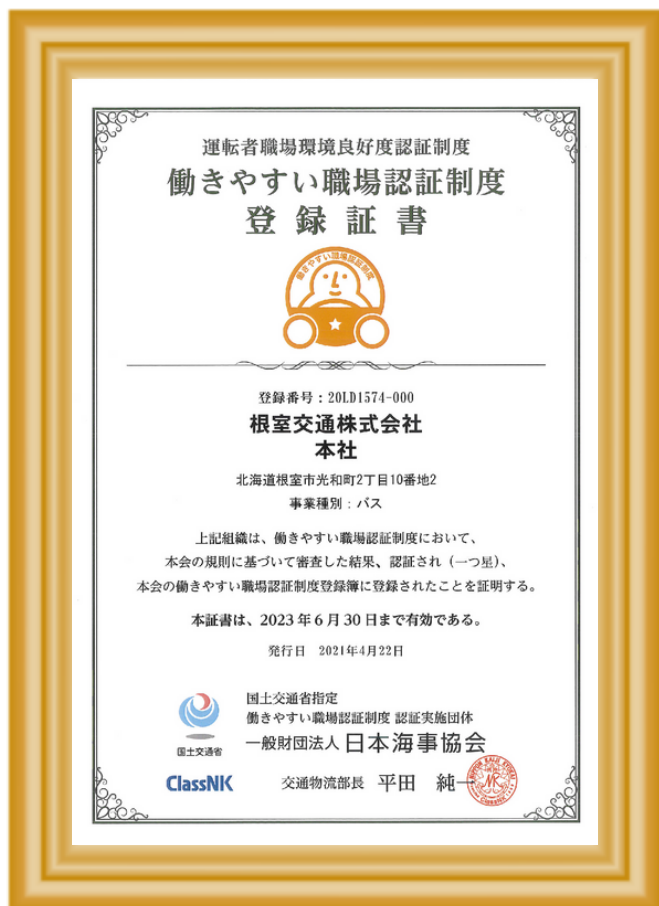 運転者職場環境良好度認証制度
働きやすい職場認証制度
登録証書
働きやすい職場認証制度
登録番号：20LD1574-000
根室交通株式会社
本社
北海道根室市光和町2丁目10番地2
事業種別：バス
上記組織は、働きやすい職場認証制度において、
本会の規則に基づいて審査した結果、認証され（一つ星）、
本会の働きやすい職場認証制度登録簿に登録されたことを証明する。
本証書は、2023年6月30日まで有効である。
発行日　2021年4月22日
国土交通省指定
働きやすい職場認証制度 認証実施団体
一般財団法人 日本海事協会
国土交通省
ClassNK
交通物流部長　平田　純一
NIPPON KAIJI KYOKAI
NK
ClassNK